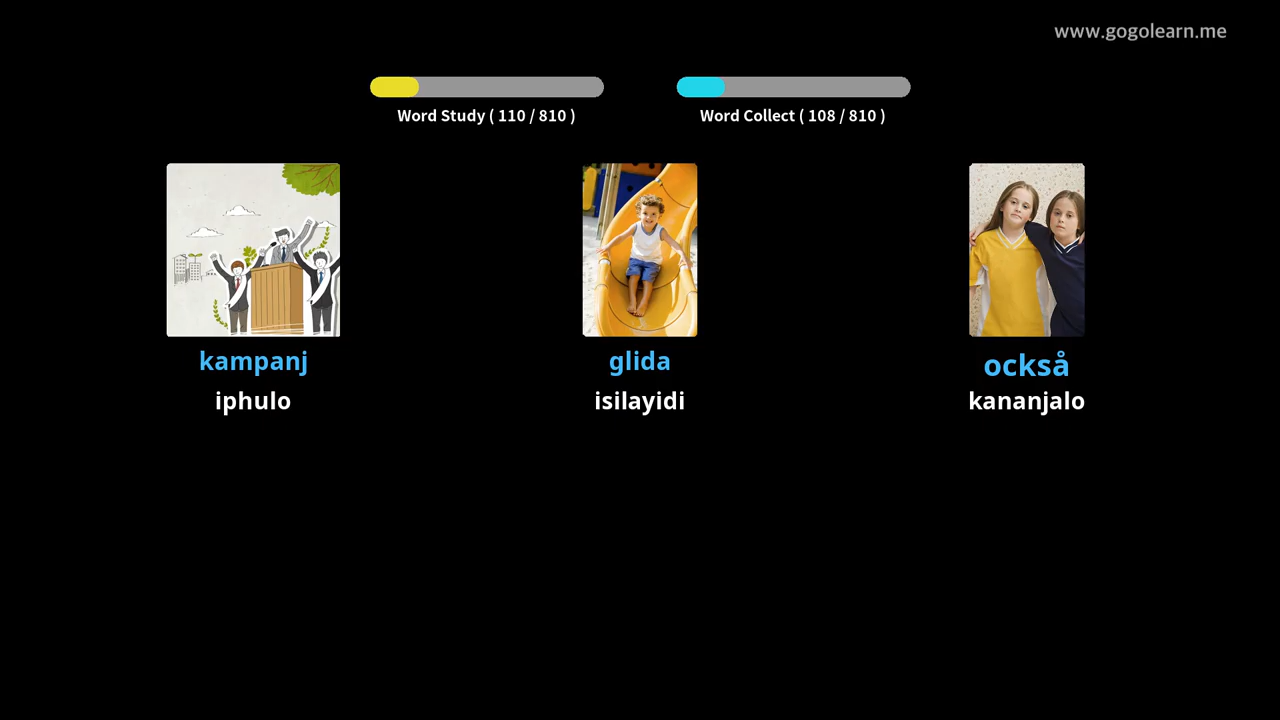 www.gogolearn.me
Word Study ( 110 / 810 )
Word Collect ( 108 / 810 )
kampanj
iphulo
glida
isilayidi
också
kananjalo